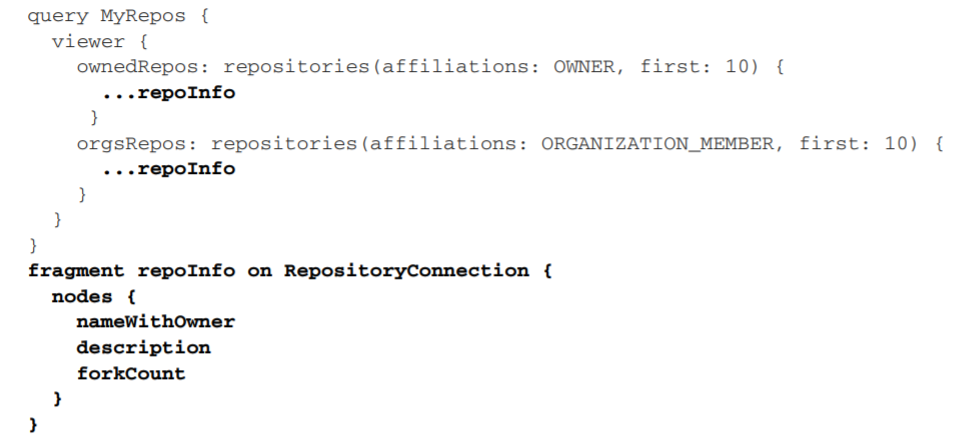 query MyRepos {
  viewer {
    ownedRepos: repositories(affiliations: OWNER, first: 10) {
      ...repoInfo
     }
    orgsRepos: repositories(affiliations: ORGANIZATION_MEMBER, first: 10) {
      ...repoInfo
    }
  }
}
fragment repoInfo on RepositoryConnection {
  nodes {
    nameWithOwner
    description
    forkCount
  }
}